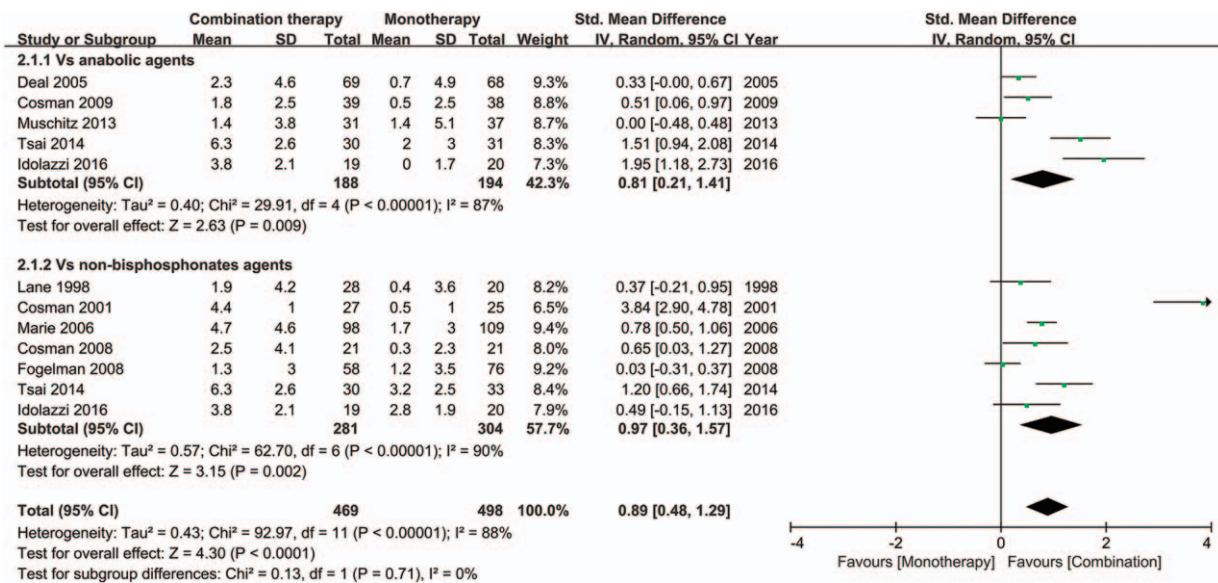 Combination therapy Monotherapy Std. Mean Difference Std. Mean Difference
Study or Subgroup Mean SD Total Mean SD Total Weight IV, Random, 95% CI Year IV, Random, 95% CI
2.1.1 Vs anabolic agents
Deal 2005 2.3 4.6 69 0.7 4.9 68 9.3% 0.33 [-0.00, 0.67] 2005
Cosman 2009 1.8 2.5 39 0.5 2.5 38 8.8% 0.51 [0.06, 0.97] 2009
Muschitz 2013 1.4 3.8 31 1.4 5.1 37 8.7% 0.00 [-0.48, 0.48] 2013
Tsai 2014 6.3 2.6 30 2 3 31 8.3% 1.51 [0.94, 2.08] 2014
Idolazzi 2016 3.8 2.1 19 0 1.7 20 7.3% 1.95 [1.18, 2.73] 2016
Subtotal (95% CI) 188 194 42.3% 0.81 [0.21, 1.41]
Heterogeneity: Tau² = 0.40; Chi² = 29.91, df = 4 (P < 0.00001); I² = 87%
Test for overall effect: Z = 2.63 (P = 0.009)
2.1.2 Vs non-bisphosphonates agents
Lane 1998 1.9 4.2 28 0.4 3.6 20 8.2% 0.37 [-0.21, 0.95] 1998
Cosman 2001 4.4 1 27 0.5 1 25 6.5% 3.84 [2.90, 4.78] 2001
Marie 2006 4.7 4.6 98 1.7 3 109 9.4% 0.78 [0.50, 1.06] 2006
Cosman 2008 2.5 4.1 21 0.3 2.3 21 8.0% 0.65 [0.03, 1.27] 2008
Fogelman 2008 1.3 3 58 1.2 3.5 76 9.2% 0.03 [-0.31, 0.37] 2008
Tsai 2014 6.3 2.6 30 3.2 2.5 33 8.4% 1.20 [0.66, 1.74] 2014
Idolazzi 2016 3.8 2.1 19 2.8 1.9 20 7.9% 0.49 [-0.15, 1.13] 2016
Subtotal (95% CI) 281 304 57.7% 0.97 [0.36, 1.57]
Heterogeneity: Tau² = 0.57; Chi² = 62.70, df = 6 (P < 0.00001); I² = 90%
Test for overall effect: Z = 3.15 (P = 0.002)
Total (95% CI) 469 498 100.0% 0.89 [0.48, 1.29]
Heterogeneity: Tau² = 0.43; Chi² = 92.97, df = 11 (P < 0.00001); I² = 88%
Test for overall effect: Z = 4.30 (P < 0.0001)
Test for subgroup differences: Chi² = 0.13, df = 1 (P = 0.71), I² = 0%
-4 -2 0 2 4
Favours [Monotherapy] Favours [Combination]